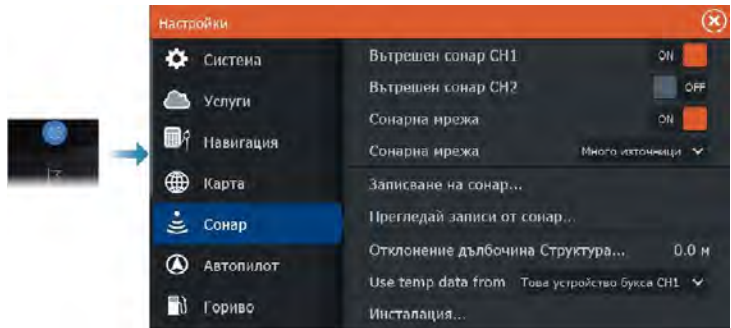 Настройки
Система
Услуги
Навигация
Карта
Сонар
Автопилот
Гориво
Вътрешен сонар CH1 ON
Вътрешен сонар CH2 OFF
Сонарна мрежа ON
Сонарна мрежа Много източници
Записване на сонар...
Прегледай записи от сонар...
Отклонение дълбочина Структура... 0.0 м
Use temp data from Това устройство букса CH1
Инсталация...